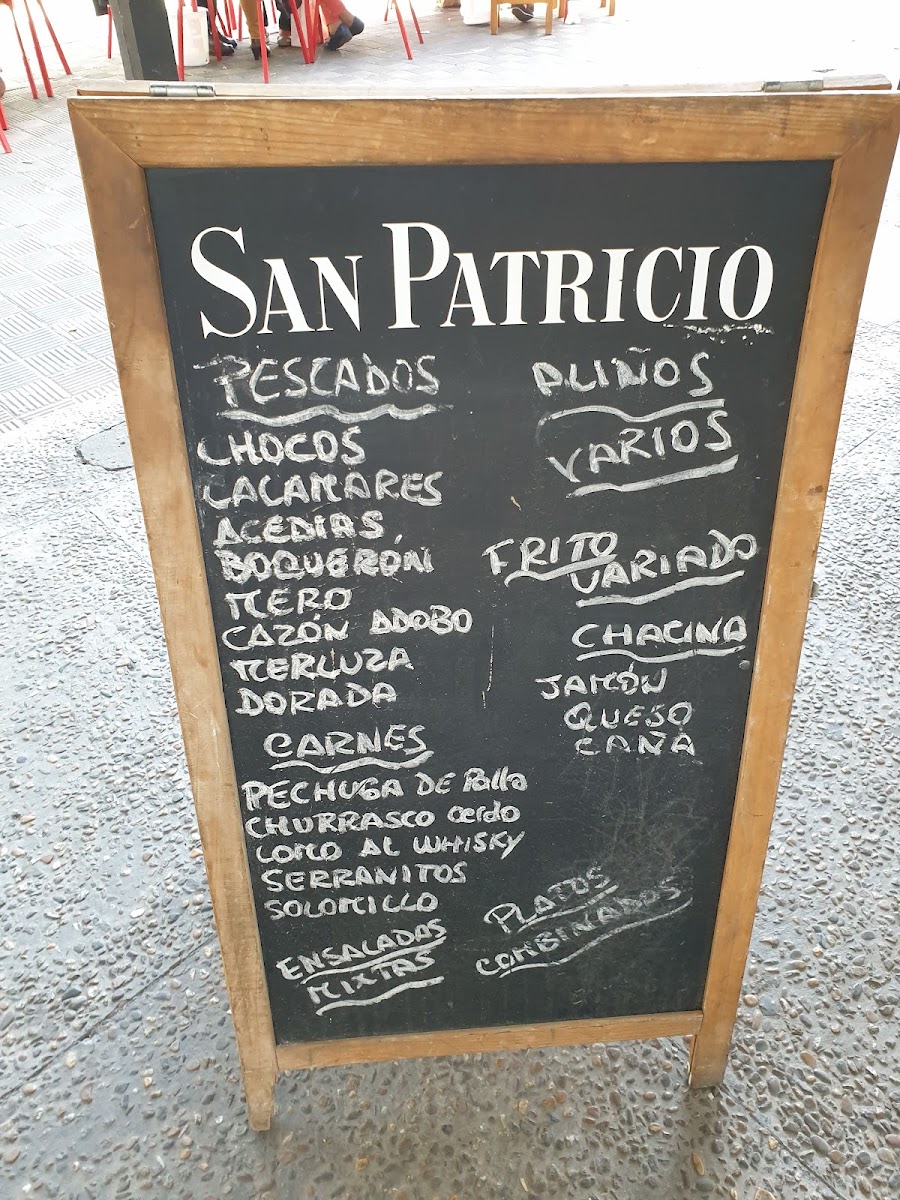 SAN PATRICIO
PESCADOS
CHOCOS
CALAMARES
ACEDIAS
BOQUERÓN
MERO
CAZÓN ADOBO
MERLUZA
DORADA
CARNES
PECHUGA DE Pollo
CHURRASCO cerdo
LOMO AL WHISKY
SERRANITOS
SOLOMILLO
ENSALADAS
MIXTAS
ALIÑOS
VARIOS
FRITO
VARIADO
CHACINA
JAMÓN
QUESO
CAÑA
PLATOS
COMBINADOS